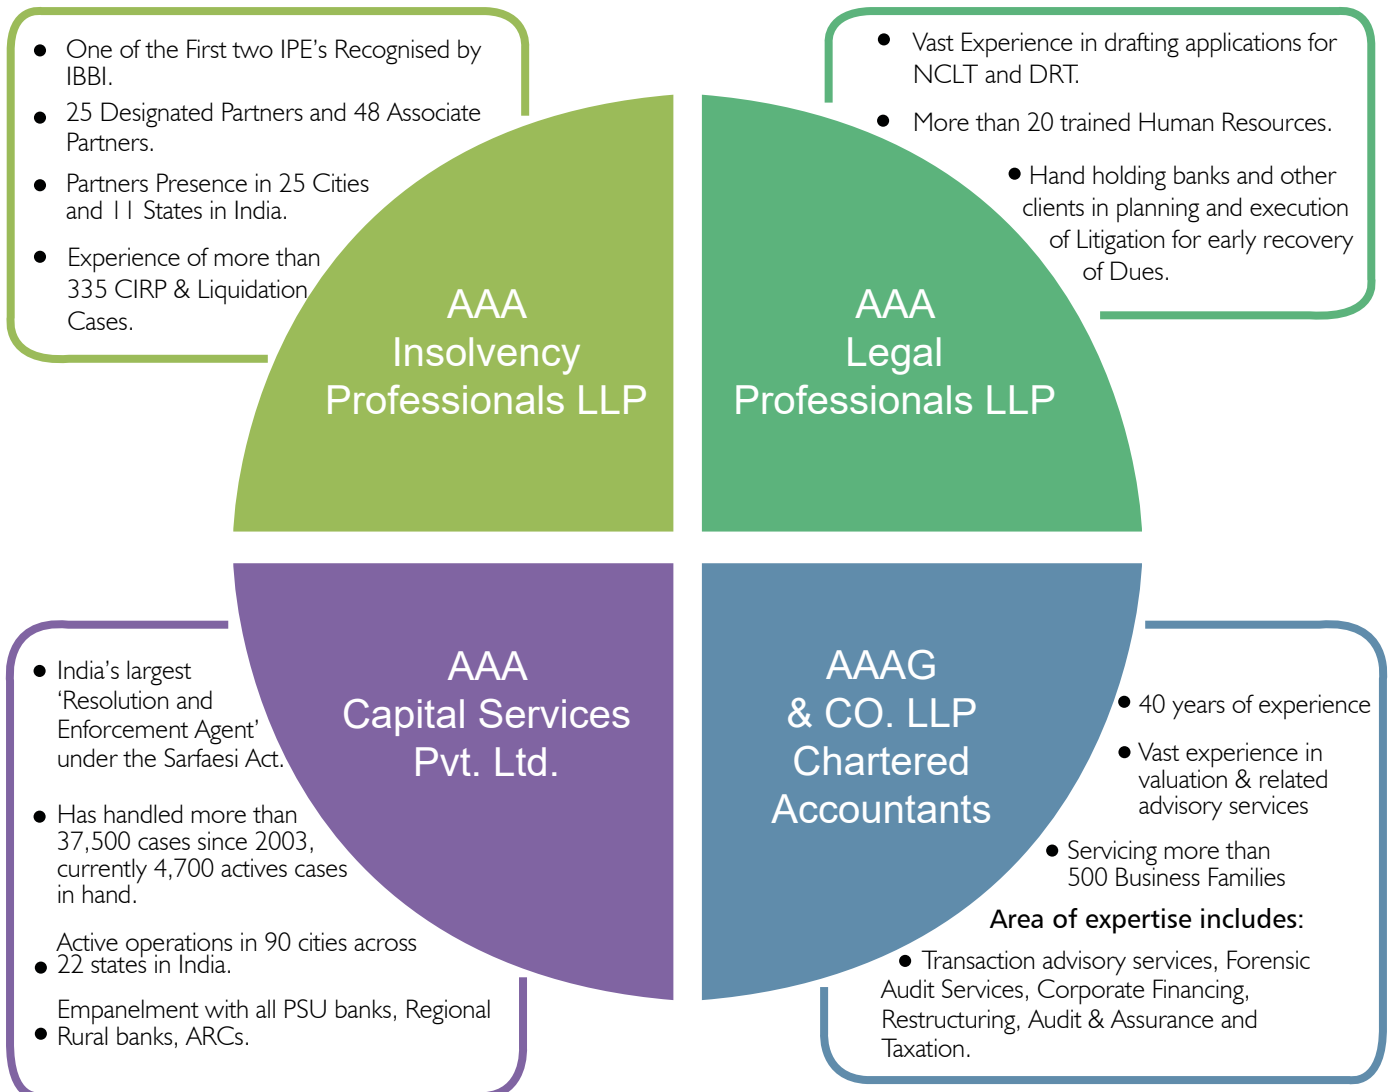 One of the First two IPE's Recognised by
IBBI.
25 Designated Partners and 48 Associate
Partners.
Partners Presence in 25 Cities
and 11 States in India.
Experience of more than
335 CIRP & Liquidation
Cases.
AAA
Insolvency
Professionals LLP
Vast Experience in drafting applications for
NCLT and DRT.
More than 20 trained Human Resources.
Hand holding banks and other
clients in planning and execution
of Litigation for early recovery
of Dues.
AAA
Legal
Professionals LLP
India's largest
'Resolution and
Enforcement Agent'
under the Sarfaesi Act.
Has handled more than
37,500 cases since 2003,
currently 4,700 actives cases
in hand.
Active operations in 90 cities across
22 states in India.
Empanelment with all PSU banks, Regional
Rural banks, ARCs.
AAA
Capital Services
Pvt. Ltd.
AAAG
& CO. LLP
Chartered
Accountants
40 years of experience
Vast experience in
valuation & related
advisory services
Servicing more than
500 Business Families
Area of expertise includes:
Transaction advisory services, Forensic
Audit Services, Corporate Financing,
Restructuring, Audit & Assurance and
Taxation.